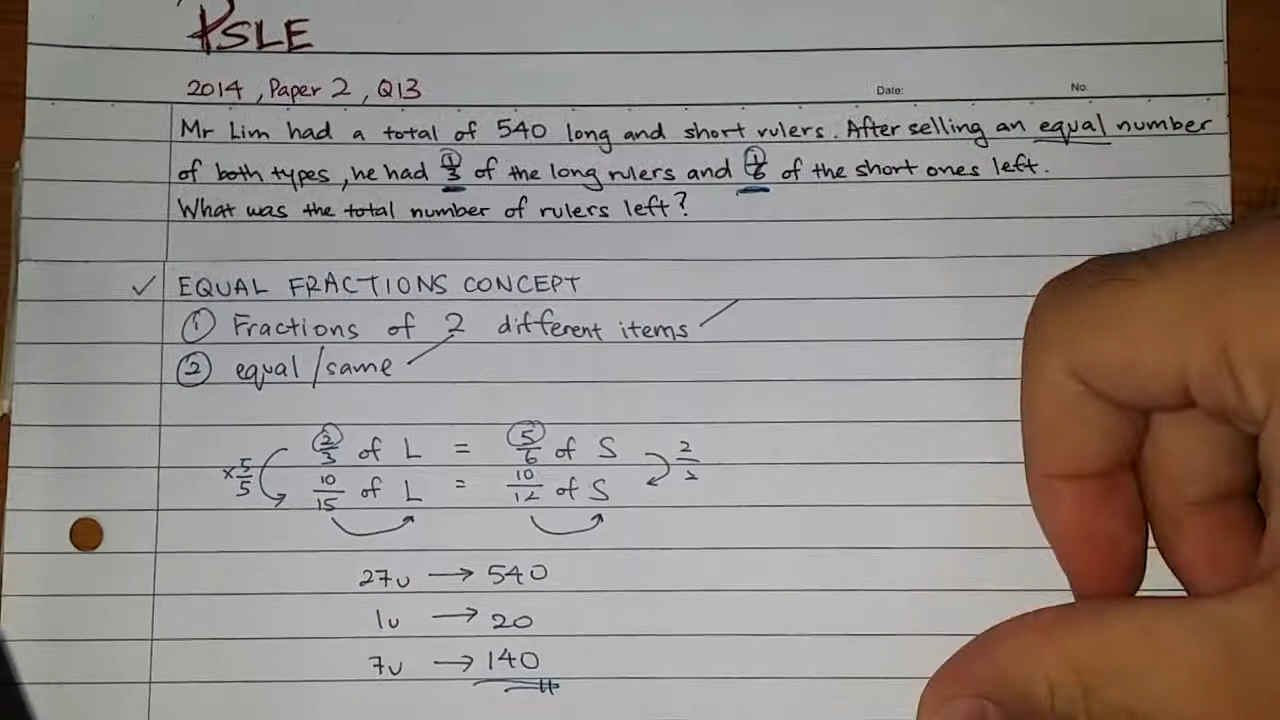 PSLE
2014, Paper 2, Q13
Date: No.
Mr Lim had a total of 540 long and short rulers. After selling an equal number
of both types, he had 1/3 of the long rulers and 1/6 of the short ones left.
What was the total number of rulers left?
✓ EQUAL FRACTIONS CONCEPT
① Fractions of 2 different items
② equal/same
2/3 of L = 5/6 of S
×5/5 2/2
10/15 of L = 10/12 of S
27u → 540
1u → 20
7u → 140